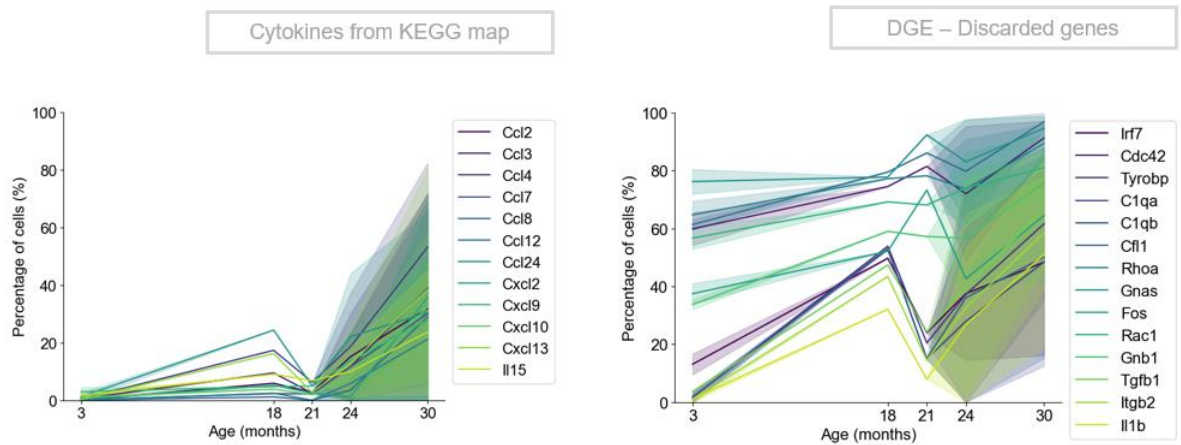 Cytokines from KEGG map
DGE – Discarded genes
Percentage of cells (%)
100
80
60
40
20
0
3
18
21
24
30
Age (months)
Ccl2
Ccl3
Ccl4
Ccl7
Ccl8
Ccl12
Ccl24
Cxcl2
Cxcl9
Cxcl10
Cxcl13
Il15
Percentage of cells (%)
100
80
60
40
20
0
3
18
21
24
30
Age (months)
Irf7
Cdc42
Tyrobp
C1qa
C1qb
Cfl1
Rhoa
Gnas
Fos
Rac1
Gnb1
Tgfb1
Itgb2
Il1b